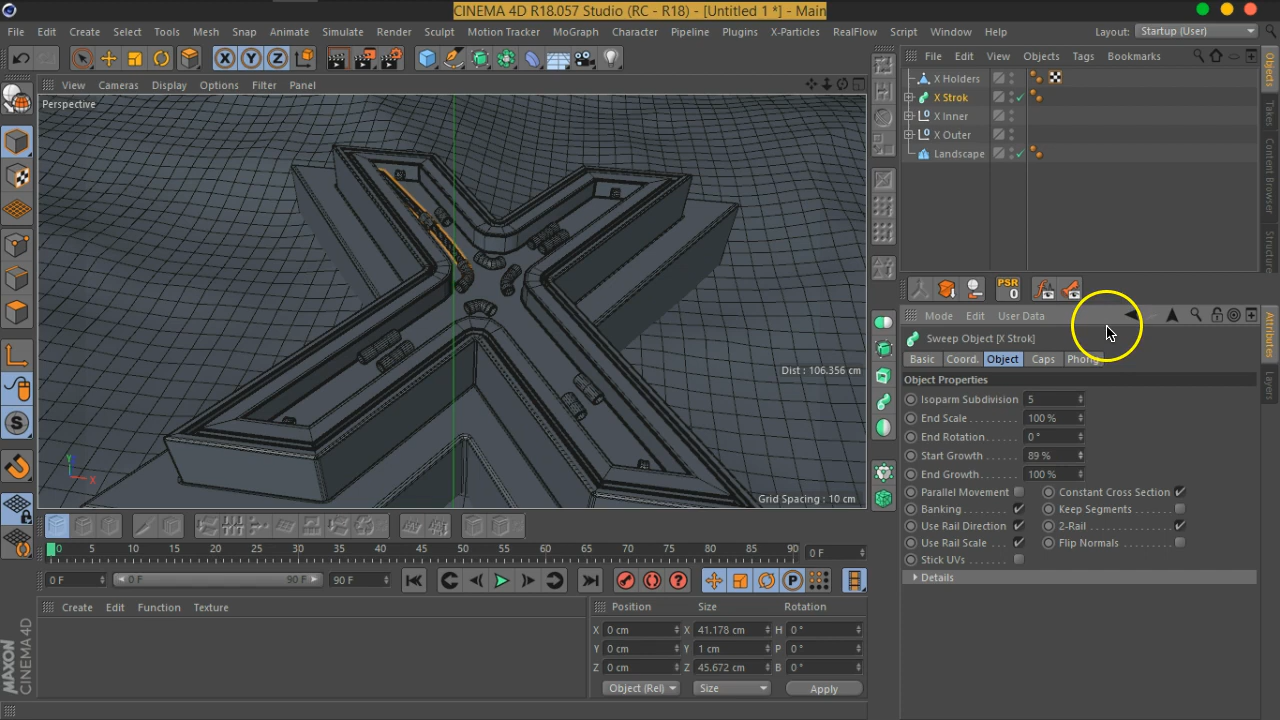 CINEMA 4D R18.057 Studio (RC - R18) - [Untitled 1 *] - Main
File Edit Create Select Tools Mesh Snap Animate Simulate Render Sculpt Motion Tracker MoGraph Character Pipeline Plugins X-Particles RealFlow Script Window Help Layout: Startup (User)
X Y Z
View Cameras Display Options Filter Panel
File Edit View Objects Tags Bookmarks
Perspective
X Holders
X Strok
X Inner
X Outer
Landscape
Objects
Takes
Content Browser
Structure
Dist : 106.356 cm
Grid Spacing : 10 cm
Y
X
S
PSR
0
Mode Edit User Data
Sweep Object [X Strok]
Basic Coord. Object Caps Phong
Object Properties
Isoparm Subdivision 5
End Scale 100 %
End Rotation 0 °
Start Growth 89 %
End Growth 100 %
Parallel Movement Constant Cross Section
Banking Keep Segments
Use Rail Direction 2-Rail
Use Rail Scale Flip Normals
Stick UVs
Details
Attributes
Layers
0 5 10 15 20 25 30 35 40 45 50 55 60 65 70 75 80 85 90 0 F
0 F 0 F 90 F 90 F P
Create Edit Function Texture
Position Size Rotation
X 0 cm X 41.178 cm H 0 °
Y 0 cm Y 1 cm P 0 °
Z 0 cm Z 45.672 cm B 0 °
Object (Rel) Size Apply
MAXON
CINEMA 4D